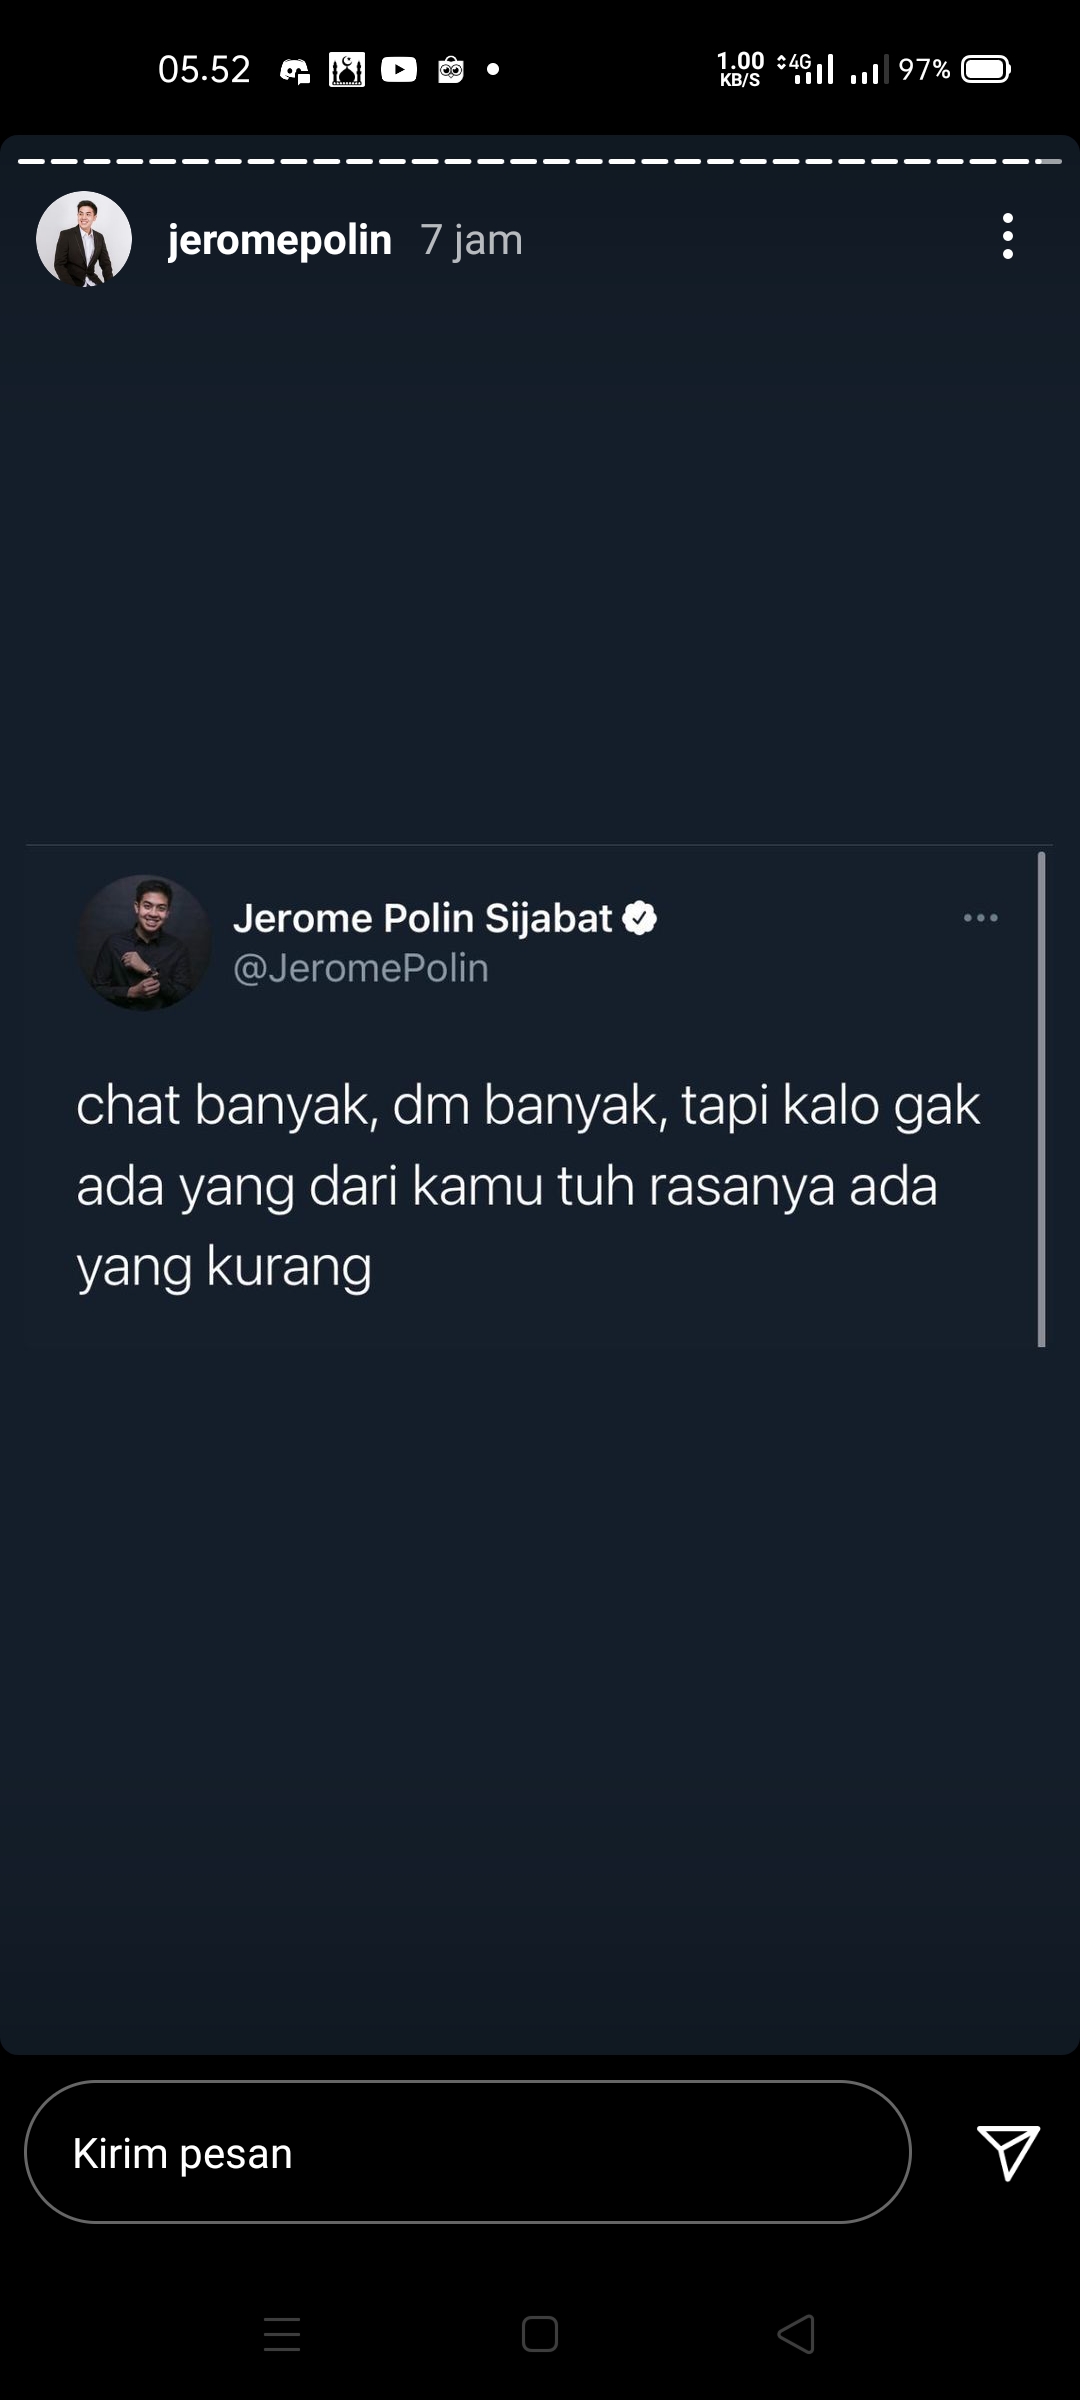 05.52
1.00 KB/S 4G 97%
jeromepolin 7 jam
Jerome Polin Sijabat
@JeromePolin
chat banyak, dm banyak, tapi kalo gak
ada yang dari kamu tuh rasanya ada
yang kurang
Kirim pesan